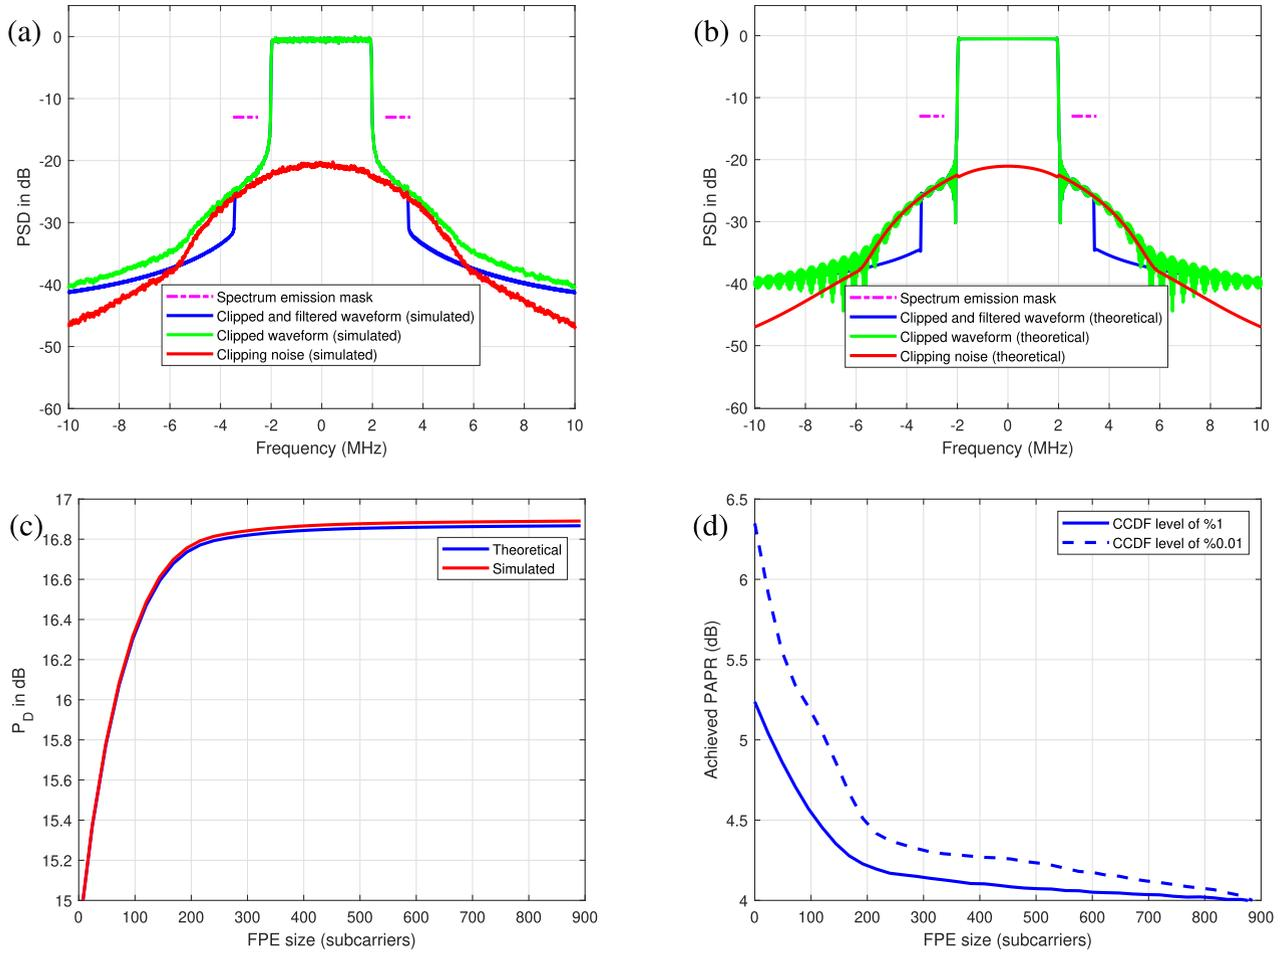 (a)
0
-10
-20
-30
-40
-50
-60
PSD in dB
Spectrum emission mask
Clipped and filtered waveform (simulated)
Clipped waveform (simulated)
Clipping noise (simulated)
-10 -8 -6 -4 -2 0 2 4 6 8 10
Frequency (MHz)
(b)
0
-10
-20
-30
-40
-50
-60
PSD in dB
Spectrum emission mask
Clipped and filtered waveform (theoretical)
Clipped waveform (theoretical)
Clipping noise (theoretical)
-10 -8 -6 -4 -2 0 2 4 6 8 10
Frequency (MHz)
(c)
17
16.8
16.6
16.4
16.2
16
15.8
15.6
15.4
15.2
15
P_D in dB
Theoretical
Simulated
0 100 200 300 400 500 600 700 800 900
FPE size (subcarriers)
(d)
6.5
6
5.5
5
4.5
4
Achieved PAPR (dB)
CCDF level of %1
CCDF level of %0.01
0 100 200 300 400 500 600 700 800 900
FPE size (subcarriers)